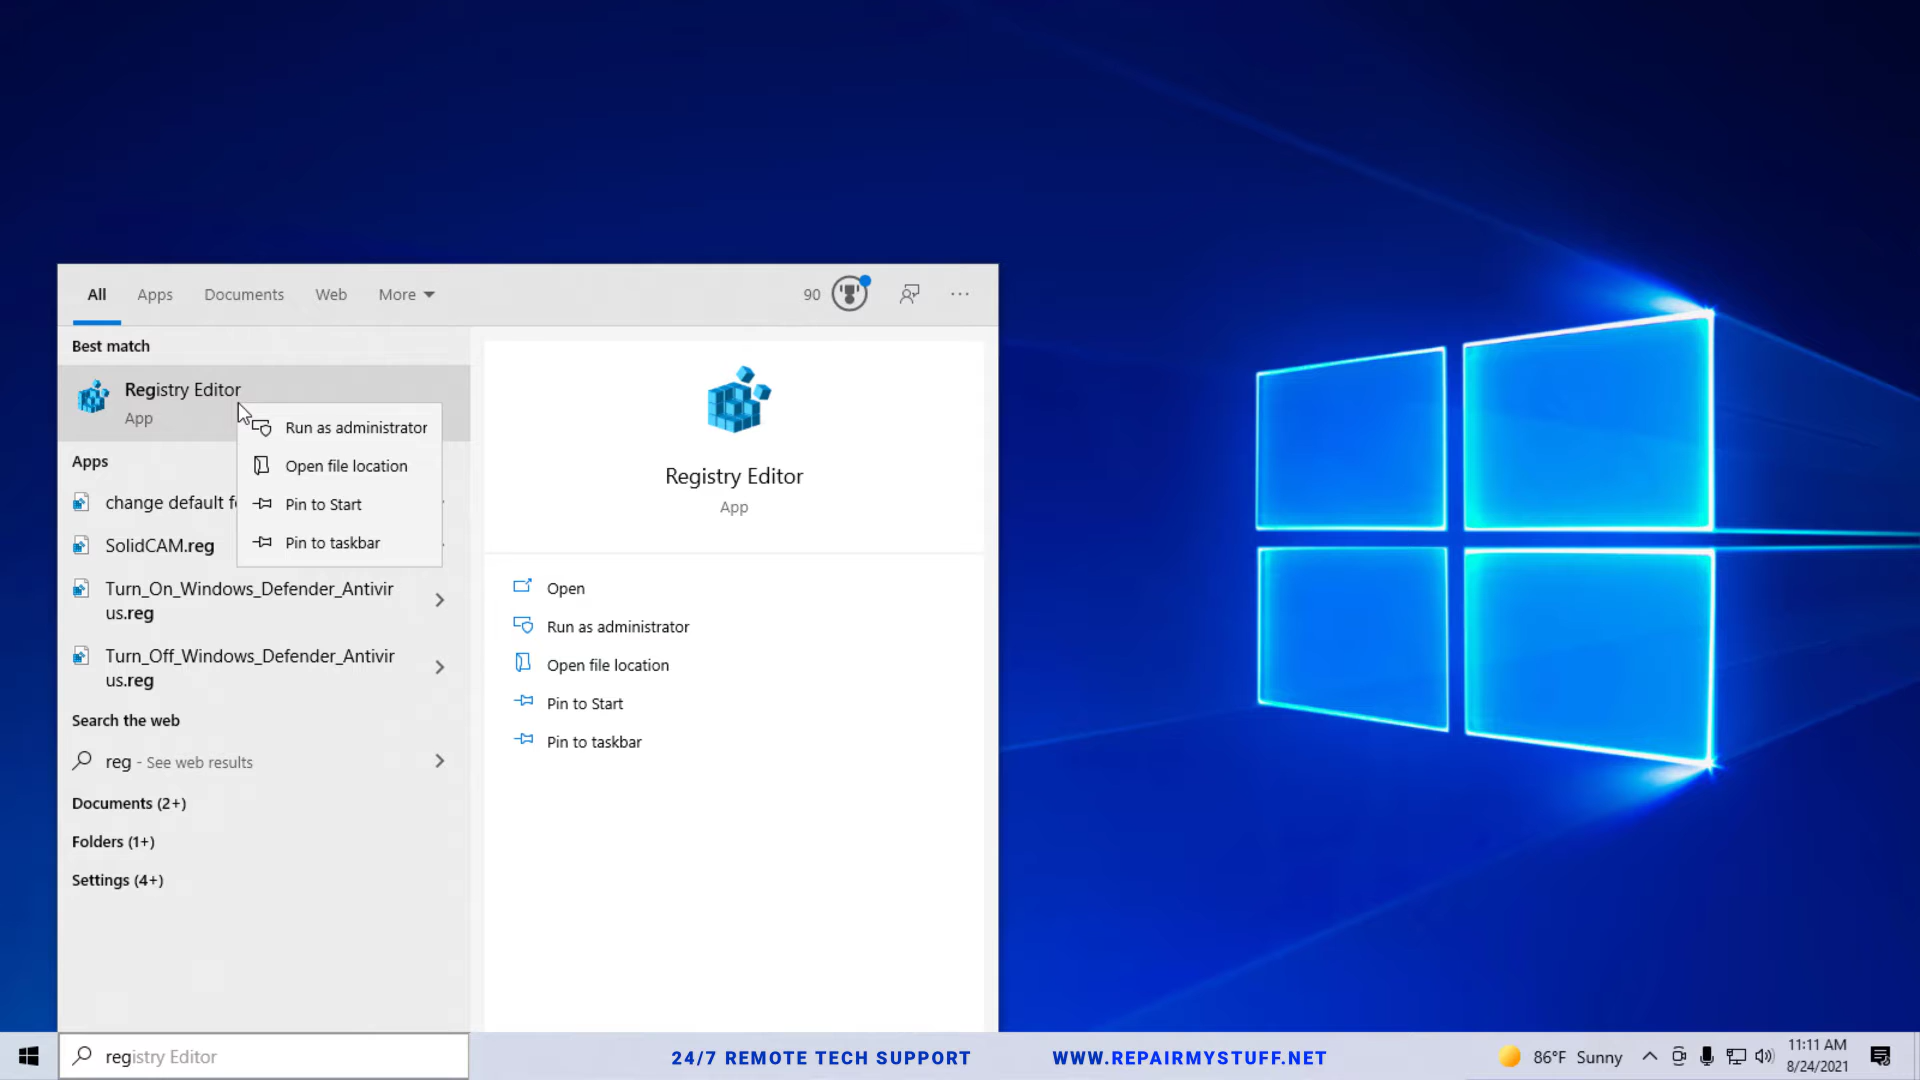 All Apps Documents Web More 90
Best match
Registry Editor
App
Run as administrator
Open file location
Pin to Start
Pin to taskbar
Apps
change default f
SolidCAM.reg
Turn_On_Windows_Defender_Antivir
us.reg
Turn_Off_Windows_Defender_Antivir
us.reg
Search the web
reg - See web results
Documents (2+)
Folders (1+)
Settings (4+)
Registry Editor
App
Open
Run as administrator
Open file location
Pin to Start
Pin to taskbar
registry Editor
24/7 REMOTE TECH SUPPORT WWW.REPAIRMYSTUFF.NET
86°F Sunny
11:11 AM
8/24/2021